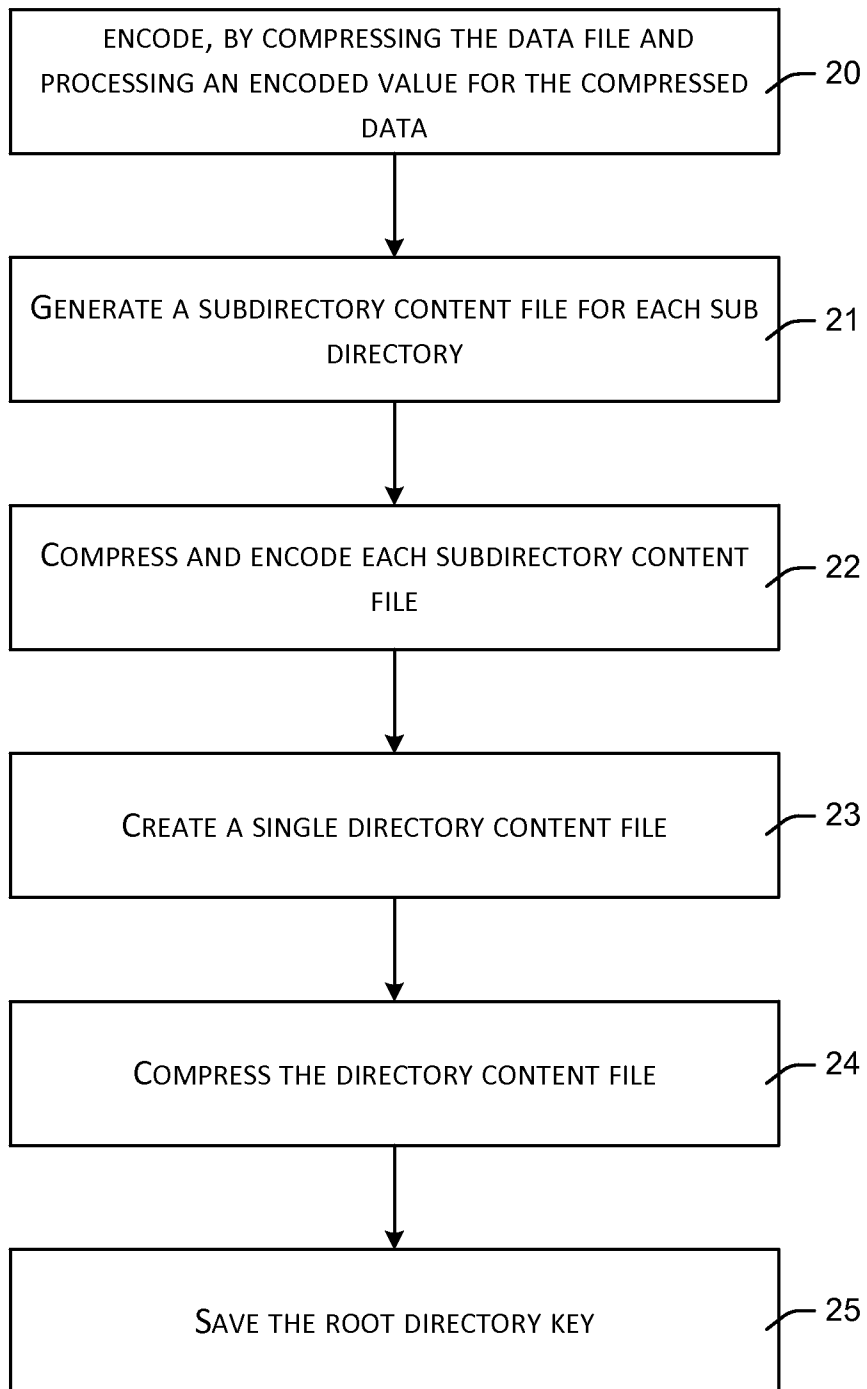 ENCODE, BY COMPRESSING THE DATA FILE AND
PROCESSING AN ENCODED VALUE FOR THE COMPRESSED
DATA
20
GENERATE A SUBDIRECTORY CONTENT FILE FOR EACH SUB
DIRECTORY
21
COMPRESS AND ENCODE EACH SUBDIRECTORY CONTENT
FILE
22
CREATE A SINGLE DIRECTORY CONTENT FILE
23
COMPRESS THE DIRECTORY CONTENT FILE
24
SAVE THE ROOT DIRECTORY KEY
25